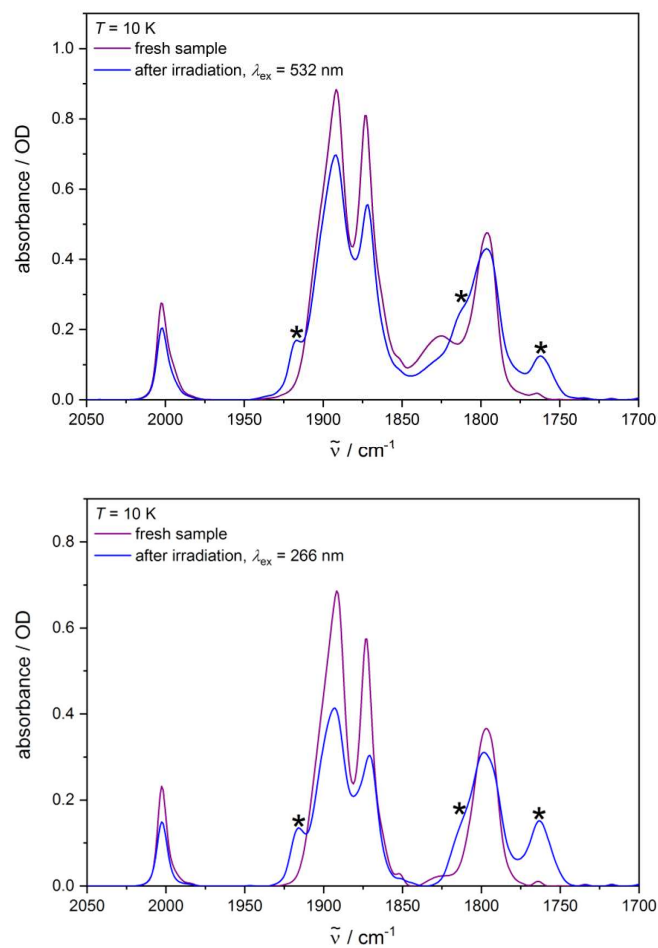 T = 10 K
fresh sample
after irradiation, λex = 532 nm
absorbance / OD
1.0
0.8
0.6
0.4
0.2
0.0
*
*
*
2050 2000 1950 1900 1850 1800 1750 1700
ν̃ / cm-1
T = 10 K
fresh sample
after irradiation, λex = 266 nm
absorbance / OD
0.8
0.6
0.4
0.2
0.0
*
*
*
2050 2000 1950 1900 1850 1800 1750 1700
ν̃ / cm-1